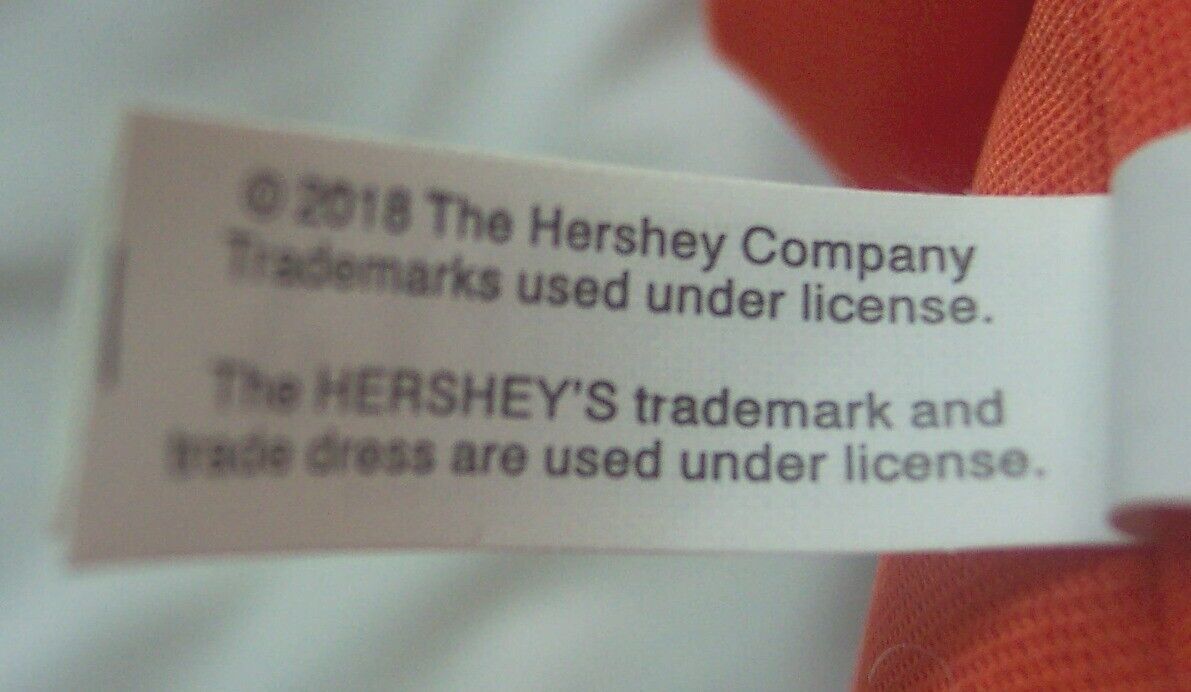 © 2018 The Hershey Company
Trademarks used under license.
The HERSHEY'S trademark and
trade dress are used under license.